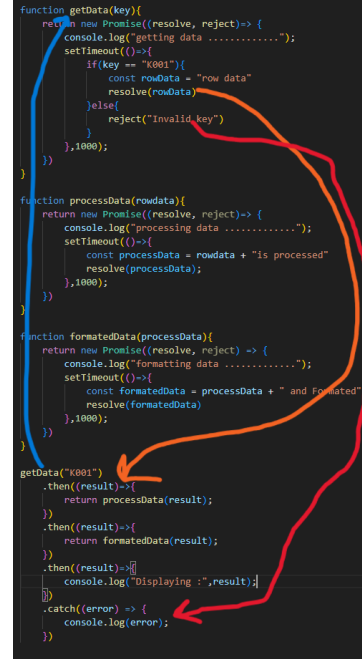 function getData(key){
    return new Promise((resolve, reject)=> {
        console.log("getting data .............");
        setTimeout(()=>{
            if(key == "K001"){
                const rowData = "row data"
                resolve(rowData)
            }else{
                reject("Invalid key")
            }
        },1000);
    })
}
function processData(rowdata){
    return new Promise((resolve, reject)=> {
        console.log("processing data .............");
        setTimeout(()=>{
            const processData = rowdata + "is processed"
            resolve(processData);
        },1000);
    })
}
function formatedData(processData){
    return new Promise((resolve, reject) => {
        console.log("formatting data .............");
        setTimeout(()=>{
            const formatedData = processData + " and Formated"
            resolve(formatedData)
        },1000);
    })
}
getData("K001")
    .then((result)=>{
        return processData(result);
    })
    .then((result)=>{
        return formatedData(result);
    })
    .then((result)=>{
        console.log("Displaying :",result);
    })
    .catch((error) => {
        console.log(error);
    })